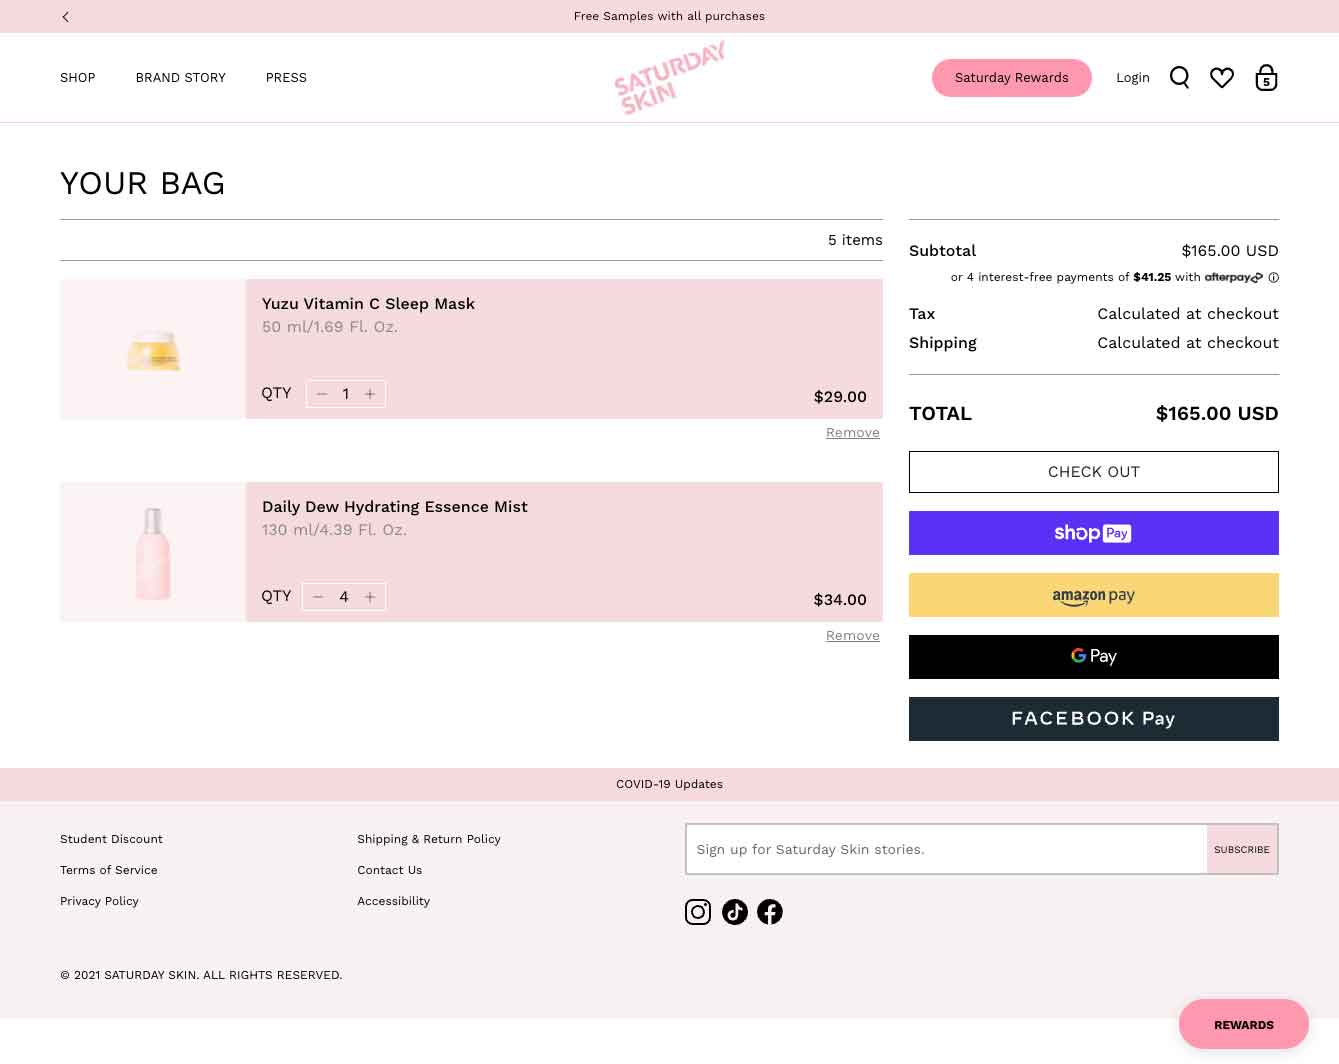 Free Samples with all purchases
SHOP
BRAND STORY
PRESS
SATURDAY
SKIN
Saturday Rewards
Login
5
YOUR BAG
5 items
Yuzu Vitamin C Sleep Mask
50 ml/1.69 Fl. Oz.
QTY 1
$29.00
Remove
Daily Dew Hydrating Essence Mist
130 ml/4.39 Fl. Oz.
QTY 4
$34.00
Remove
Subtotal $165.00 USD
or 4 interest-free payments of $41.25 with afterpay
Tax Calculated at checkout
Shipping Calculated at checkout
TOTAL $165.00 USD
CHECK OUT
shop Pay
amazon pay
G Pay
FACEBOOK Pay
COVID-19 Updates
Student Discount
Terms of Service
Privacy Policy
Shipping & Return Policy
Contact Us
Accessibility
Sign up for Saturday Skin stories.
SUBSCRIBE
© 2021 SATURDAY SKIN. ALL RIGHTS RESERVED.
REWARDS